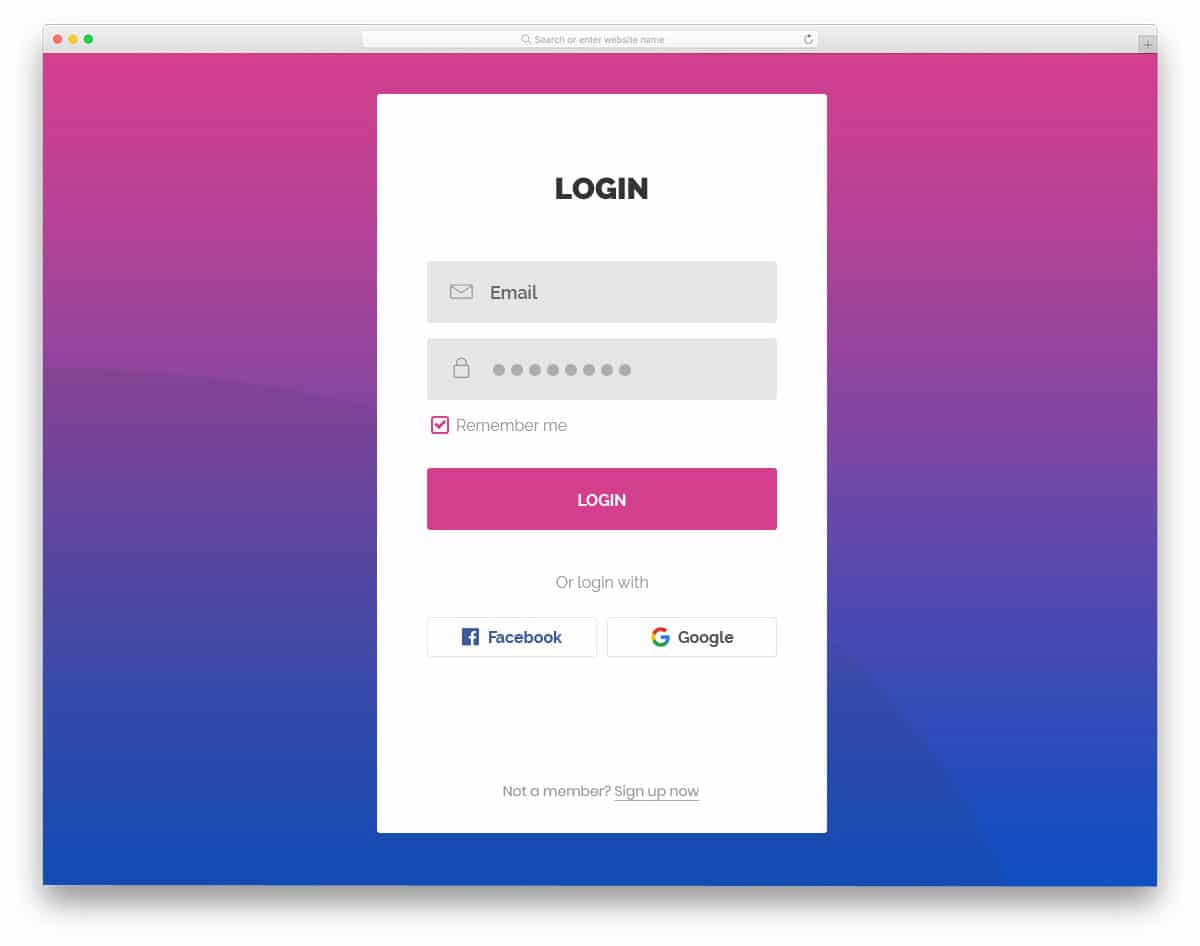 Search or enter website name
LOGIN
Email
Remember me
LOGIN
Or login with
Facebook
Google
Not a member? Sign up now